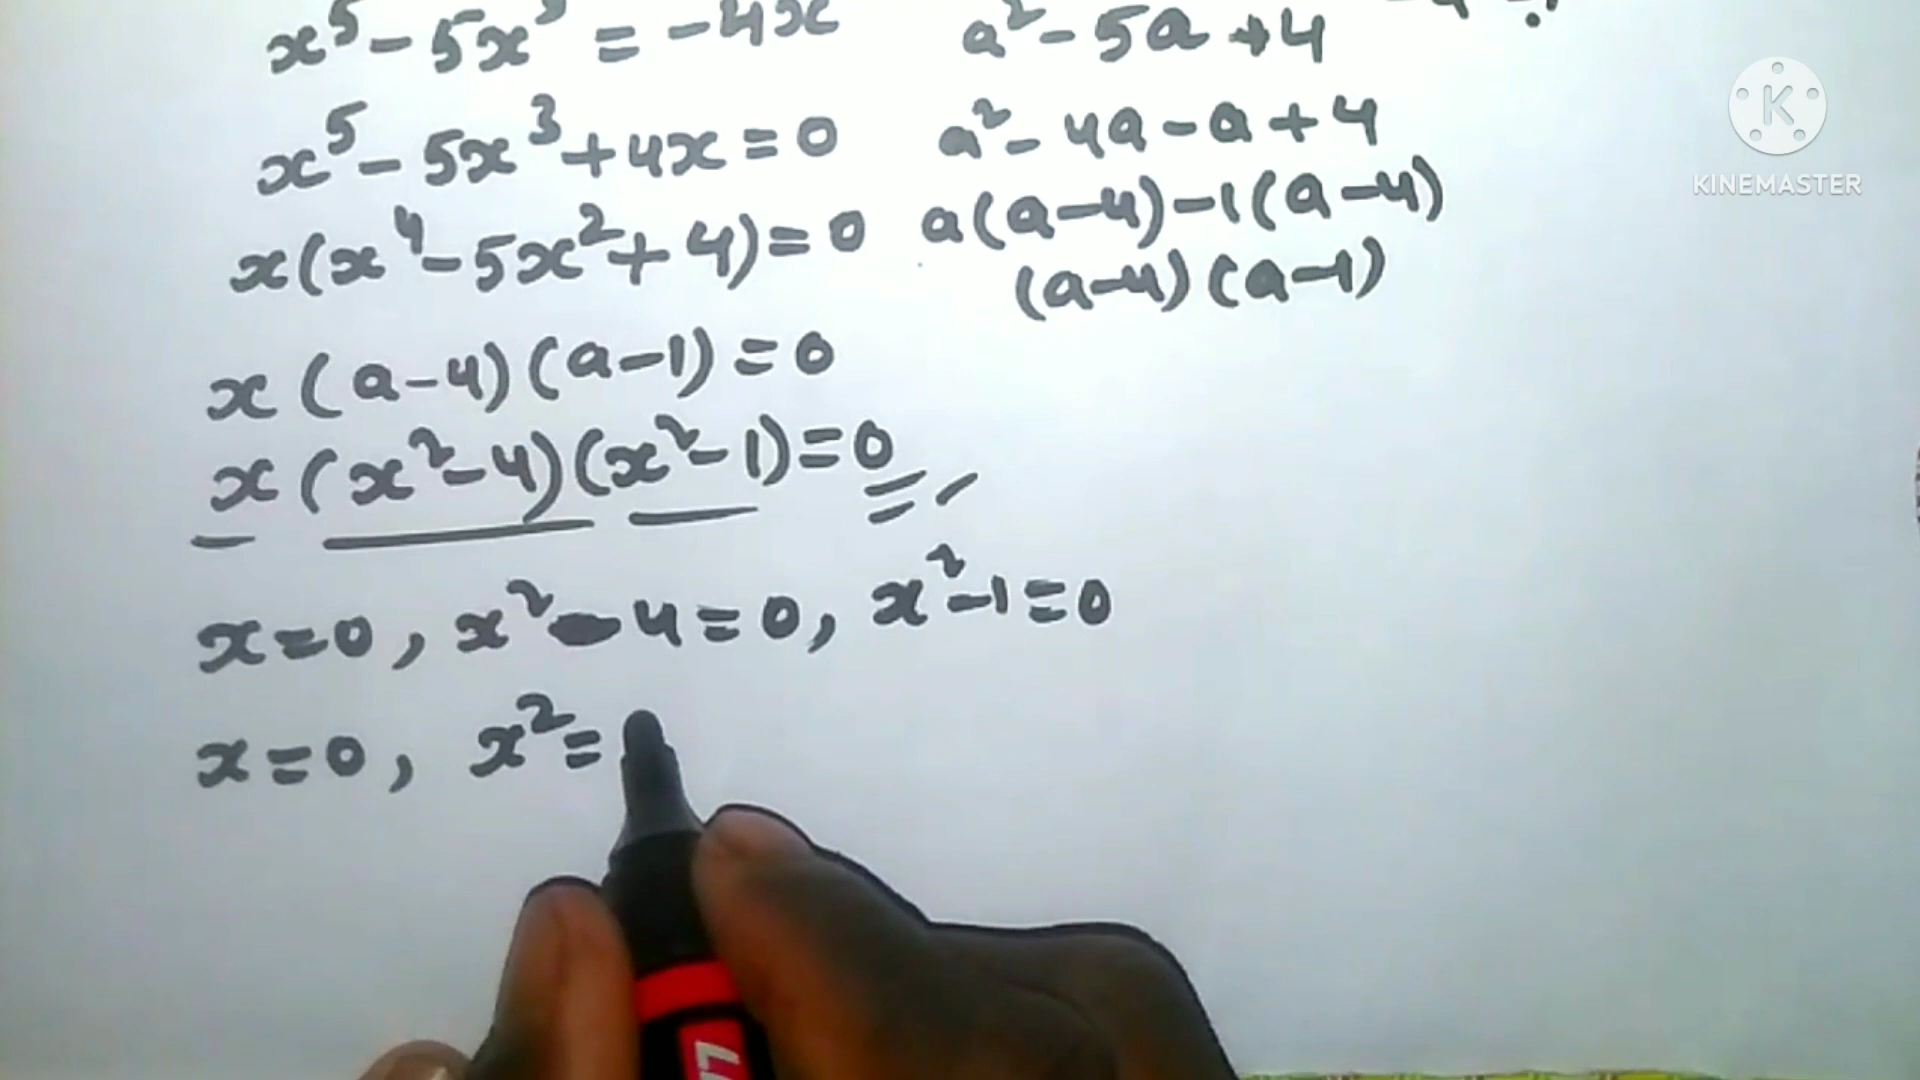 x⁵ - 5x³ = -4x
x⁵ - 5x³ + 4x = 0
x(x⁴ - 5x² + 4) = 0
x(a-4)(a-1) = 0
x(x²-4)(x²-1) = 0
x=0, x²-4=0, x²-1=0
x=0, x²=
a² - 5a + 4
a² - 4a - a + 4
a(a-4) -1(a-4)
(a-4)(a-1)
K
KINEMASTER